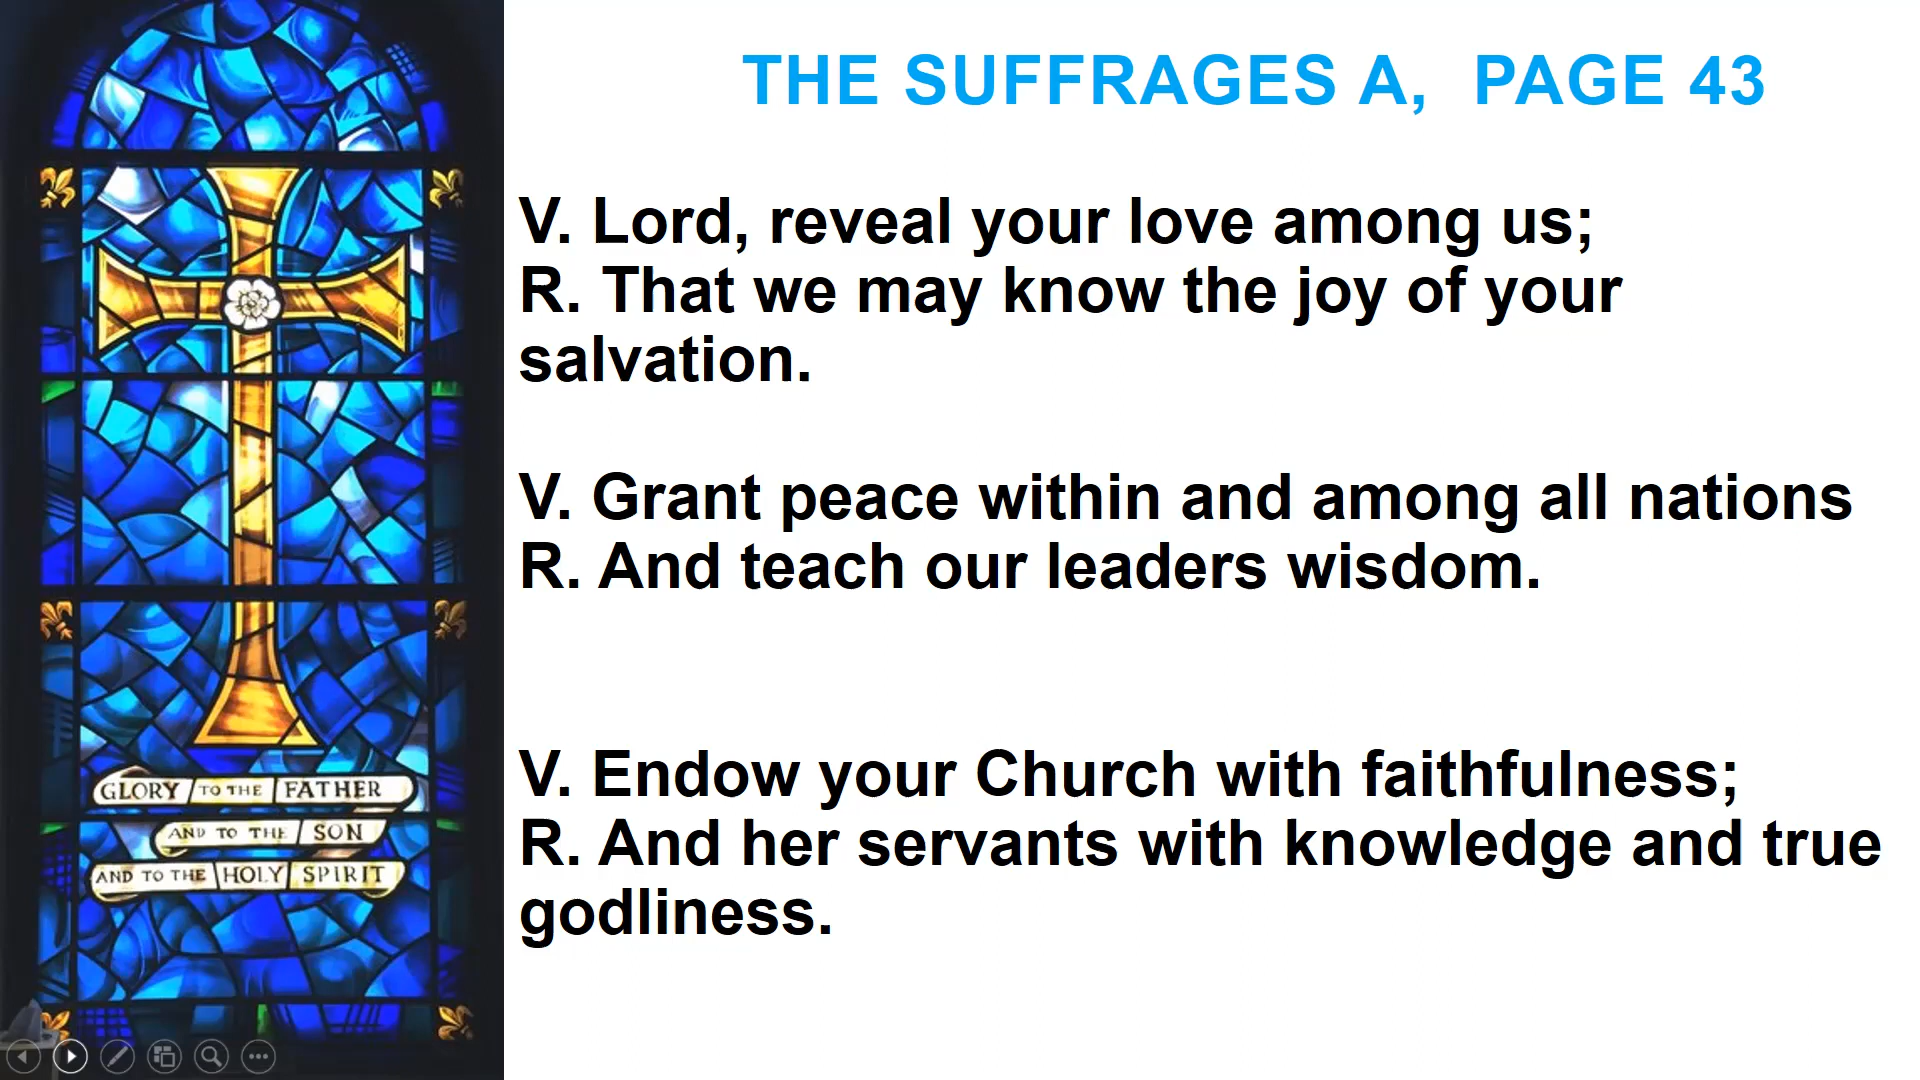 THE SUFFRAGES A, PAGE 43
V. Lord, reveal your love among us;
R. That we may know the joy of your
salvation.
V. Grant peace within and among all nations
R. And teach our leaders wisdom.
V. Endow your Church with faithfulness;
R. And her servants with knowledge and true
godliness.
GLORY TO THE FATHER
AND TO THE SON
AND TO THE HOLY SPIRIT